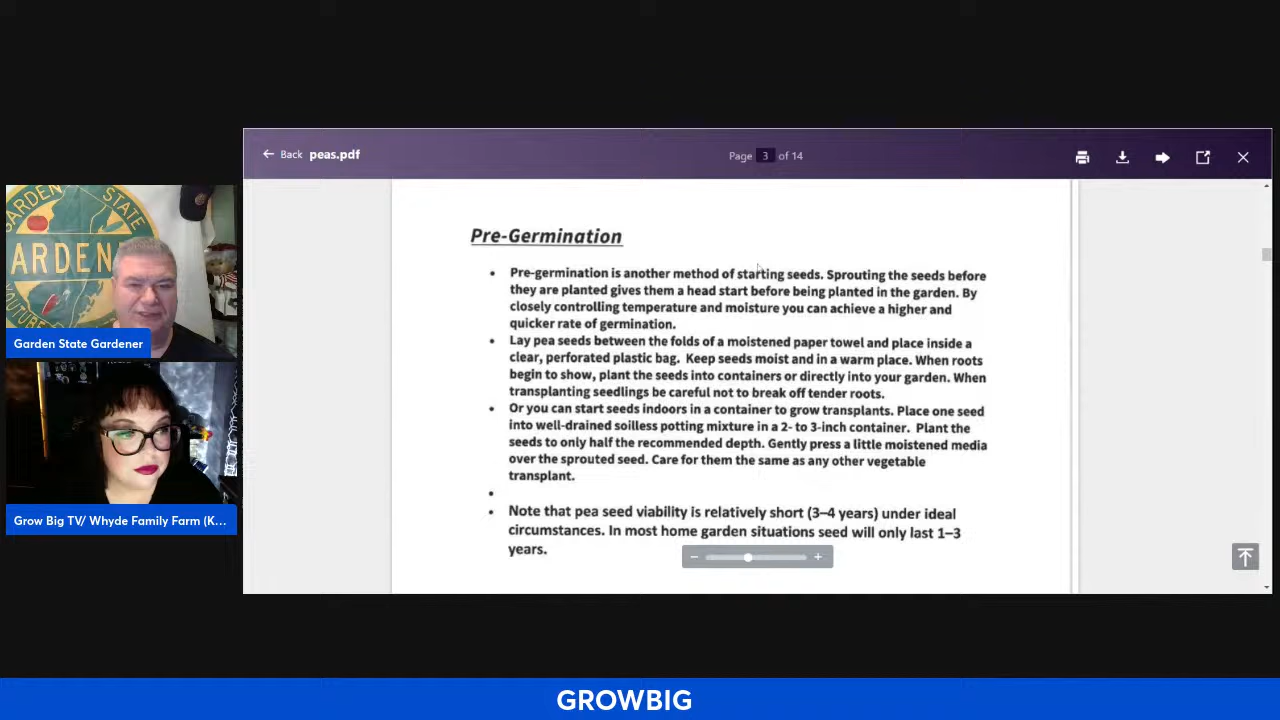 ← Back peas.pdf
Page 3 of 14
GARDEN STATE
ARDEN
YOUTUBE
Garden State Gardener
Grow Big TV/ Whyde Family Farm (K...
Pre-Germination
• Pre-germination is another method of starting seeds. Sprouting the seeds before
they are planted gives them a head start before being planted in the garden. By
closely controlling temperature and moisture you can achieve a higher and
quicker rate of germination.
• Lay pea seeds between the folds of a moistened paper towel and place inside a
clear, perforated plastic bag. Keep seeds moist and in a warm place. When roots
begin to show, plant the seeds into containers or directly into your garden. When
transplanting seedlings be careful not to break off tender roots.
• Or you can start seeds indoors in a container to grow transplants. Place one seed
into well-drained soilless potting mixture in a 2- to 3-inch container. Plant the
seeds to only half the recommended depth. Gently press a little moistened media
over the sprouted seed. Care for them the same as any other vegetable
transplant.
•
• Note that pea seed viability is relatively short (3–4 years) under ideal
circumstances. In most home garden situations seed will only last 1–3
years.
GROWBIG